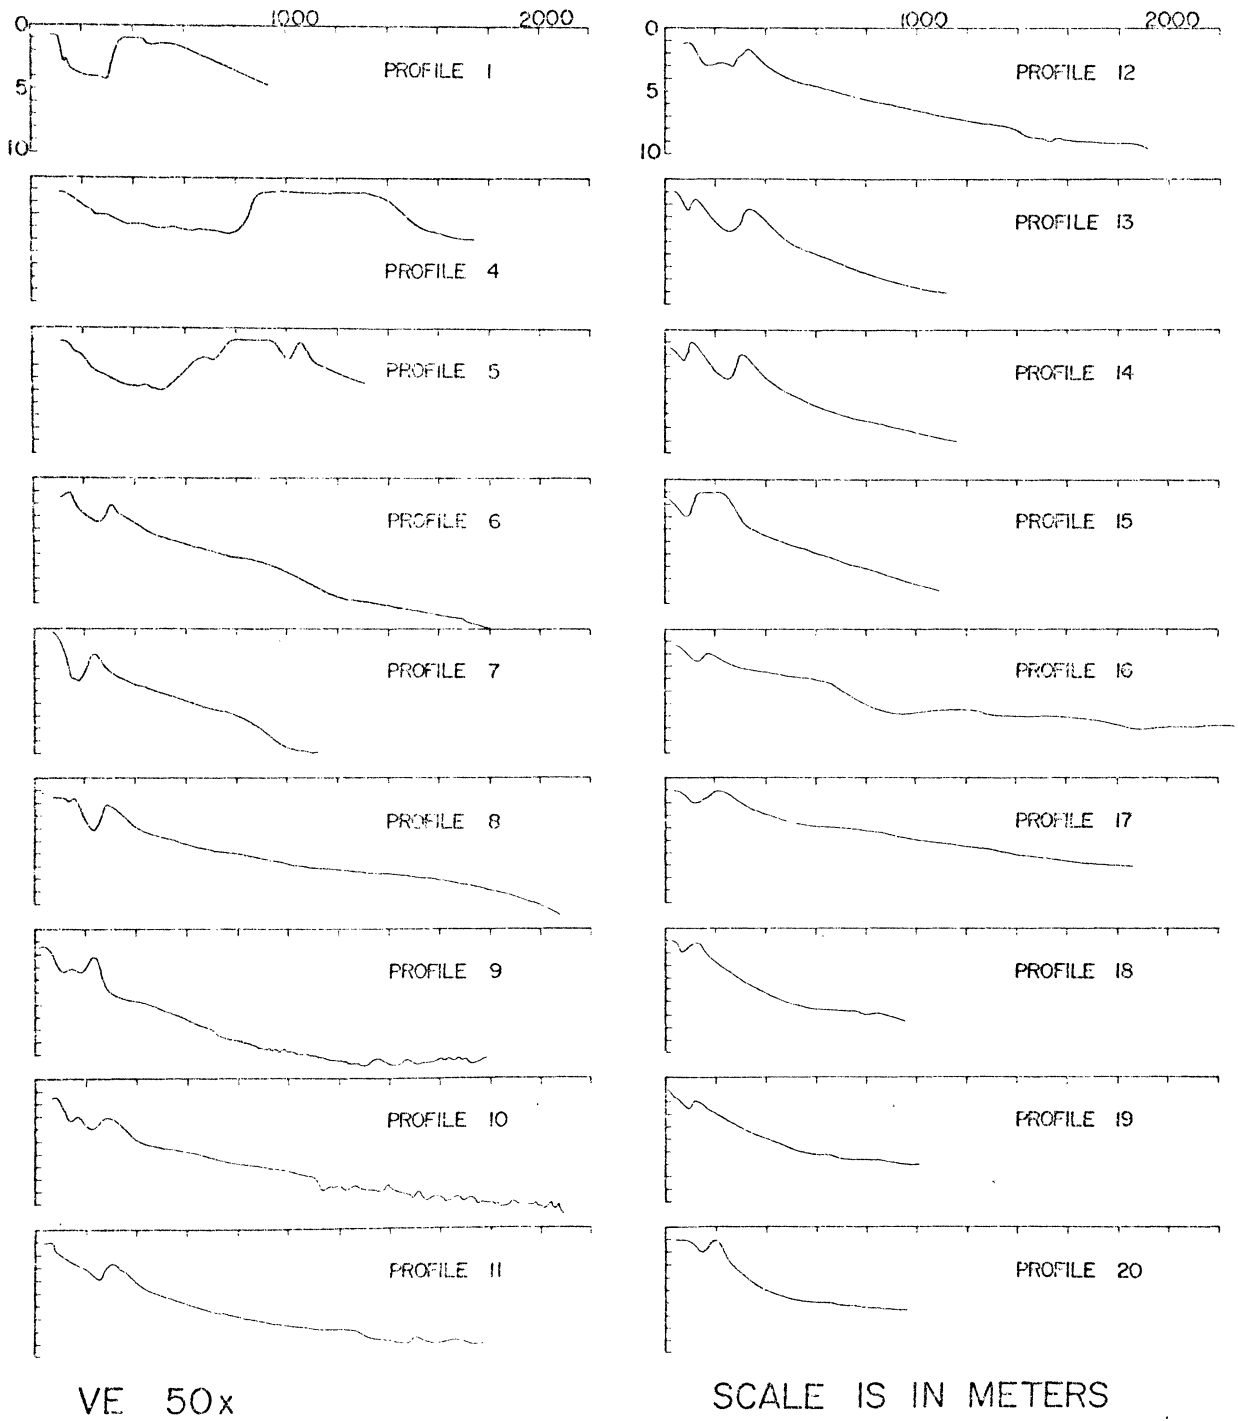 0 1000 2000
5
10
PROFILE 1
PROFILE 4
PROFILE 5
PROFILE 6
PROFILE 7
PROFILE 8
PROFILE 9
PROFILE 10
PROFILE 11
VE 50x
0 1000 2000
5
10
PROFILE 12
PROFILE 13
PROFILE 14
PROFILE 15
PROFILE 16
PROFILE 17
PROFILE 18
PROFILE 19
PROFILE 20
SCALE IS IN METERS